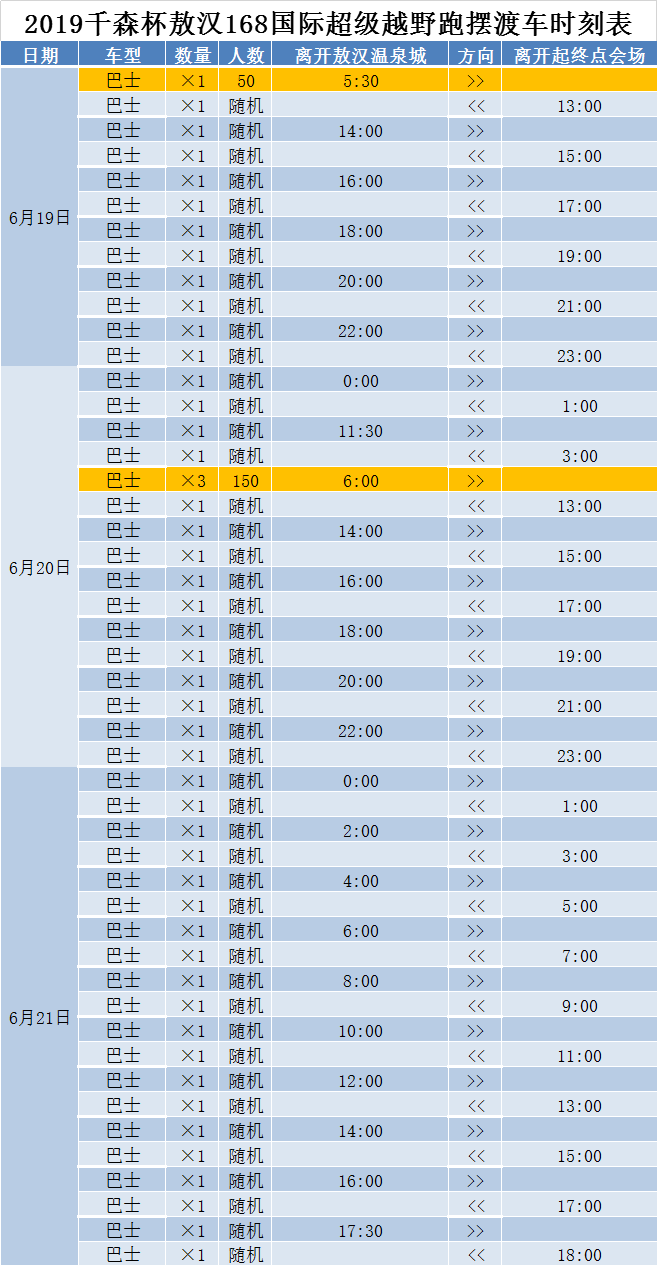 2019千森杯敖汉168国际超级越野跑摆渡车时刻表
日期 车型 数量 人数 离开敖汉温泉城 方向 离开起终点会场
6月19日
巴士 ×1 50 5:30 >>
巴士 ×1 随机 << 13:00
巴士 ×1 随机 14:00 >>
巴士 ×1 随机 << 15:00
巴士 ×1 随机 16:00 >>
巴士 ×1 随机 << 17:00
巴士 ×1 随机 18:00 >>
巴士 ×1 随机 << 19:00
巴士 ×1 随机 20:00 >>
巴士 ×1 随机 << 21:00
巴士 ×1 随机 22:00 >>
巴士 ×1 随机 << 23:00
6月20日
巴士 ×1 随机 0:00 >>
巴士 ×1 随机 << 1:00
巴士 ×1 随机 11:30 >>
巴士 ×1 随机 << 3:00
巴士 ×3 150 6:00 >>
巴士 ×1 随机 << 13:00
巴士 ×1 随机 14:00 >>
巴士 ×1 随机 << 15:00
巴士 ×1 随机 16:00 >>
巴士 ×1 随机 << 17:00
巴士 ×1 随机 18:00 >>
巴士 ×1 随机 << 19:00
巴士 ×1 随机 20:00 >>
巴士 ×1 随机 << 21:00
巴士 ×1 随机 22:00 >>
巴士 ×1 随机 << 23:00
6月21日
巴士 ×1 随机 0:00 >>
巴士 ×1 随机 << 1:00
巴士 ×1 随机 2:00 >>
巴士 ×1 随机 << 3:00
巴士 ×1 随机 4:00 >>
巴士 ×1 随机 << 5:00
巴士 ×1 随机 6:00 >>
巴士 ×1 随机 << 7:00
巴士 ×1 随机 8:00 >>
巴士 ×1 随机 << 9:00
巴士 ×1 随机 10:00 >>
巴士 ×1 随机 << 11:00
巴士 ×1 随机 12:00 >>
巴士 ×1 随机 << 13:00
巴士 ×1 随机 14:00 >>
巴士 ×1 随机 << 15:00
巴士 ×1 随机 16:00 >>
巴士 ×1 随机 << 17:00
巴士 ×1 随机 17:30 >>
巴士 ×1 随机 << 18:00